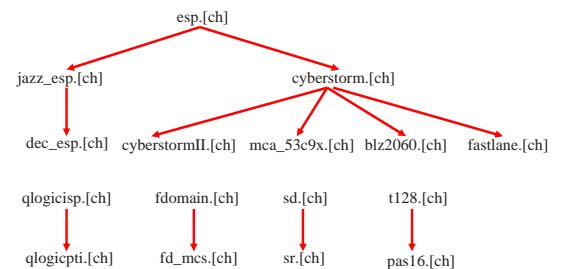 esp.[ch]
jazz_esp.[ch] cyberstorm.[ch]
dec_esp.[ch] cyberstormII.[ch] mca_53c9x.[ch] blz2060.[ch] fastlane.[ch]
qlogicisp.[ch] fdomain.[ch] sd.[ch] t128.[ch]
qlogicpti.[ch] fd_mcs.[ch] sr.[ch] pas16.[ch]